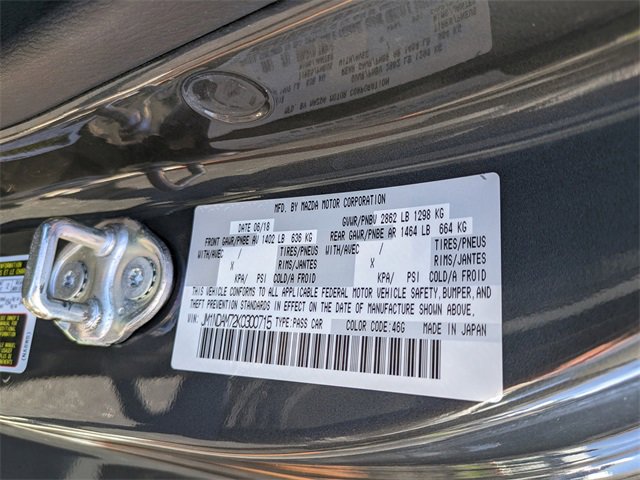 MFD. BY MAZDA MOTOR CORPORATION
DATE 06/18 GVWR/PNBV 2862 LB 1298 KG
FRONT GAWR/PNBE AV 1402 LB 636 KG REAR GAWR/PNBE AR 1464 LB 664 KG
WITH/AVEC / TIRES/PNEUS WITH/AVEC / TIRES/PNEUS
X RIMS/JANTES X RIMS/JANTES
KPA/ PSI COLD/A FROID KPA/ PSI COLD/A FROID
THIS VEHICLE CONFORMS TO ALL APPLICABLE FEDERAL MOTOR VEHICLE SAFETY, BUMPER, AND
THEFT PREVENTION STANDARDS IN EFFECT ON THE DATE OF MANUFACTURE SHOWN ABOVE.
VIN: JM1NDAM72K0300715 TYPE: PASS CAR COLOR CODE: 46G MADE IN JAPAN